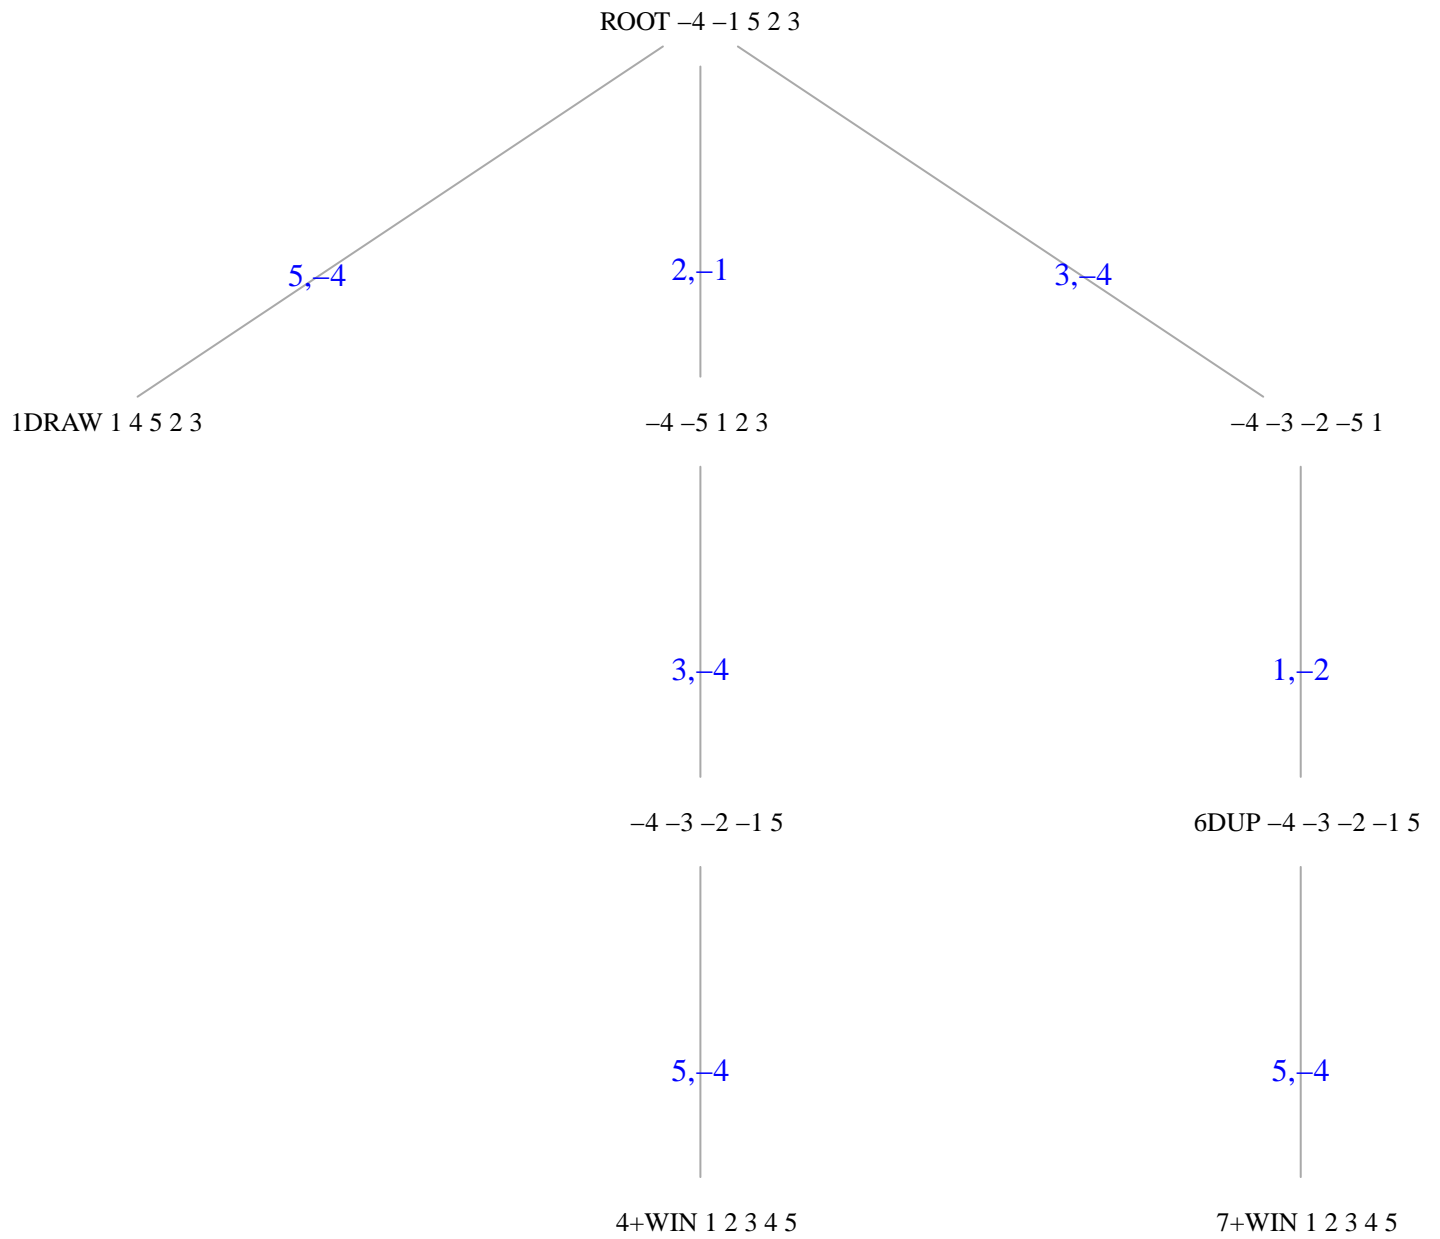 ROOT –4 –1 5 2 3
5,–4
2,–1
3,–4
1DRAW 1 4 5 2 3
–4 –5 1 2 3
–4 –3 –2 –5 1
3,–4
1,–2
–4 –3 –2 –1 5
6DUP –4 –3 –2 –1 5
5,–4
5,–4
4+WIN 1 2 3 4 5
7+WIN 1 2 3 4 5